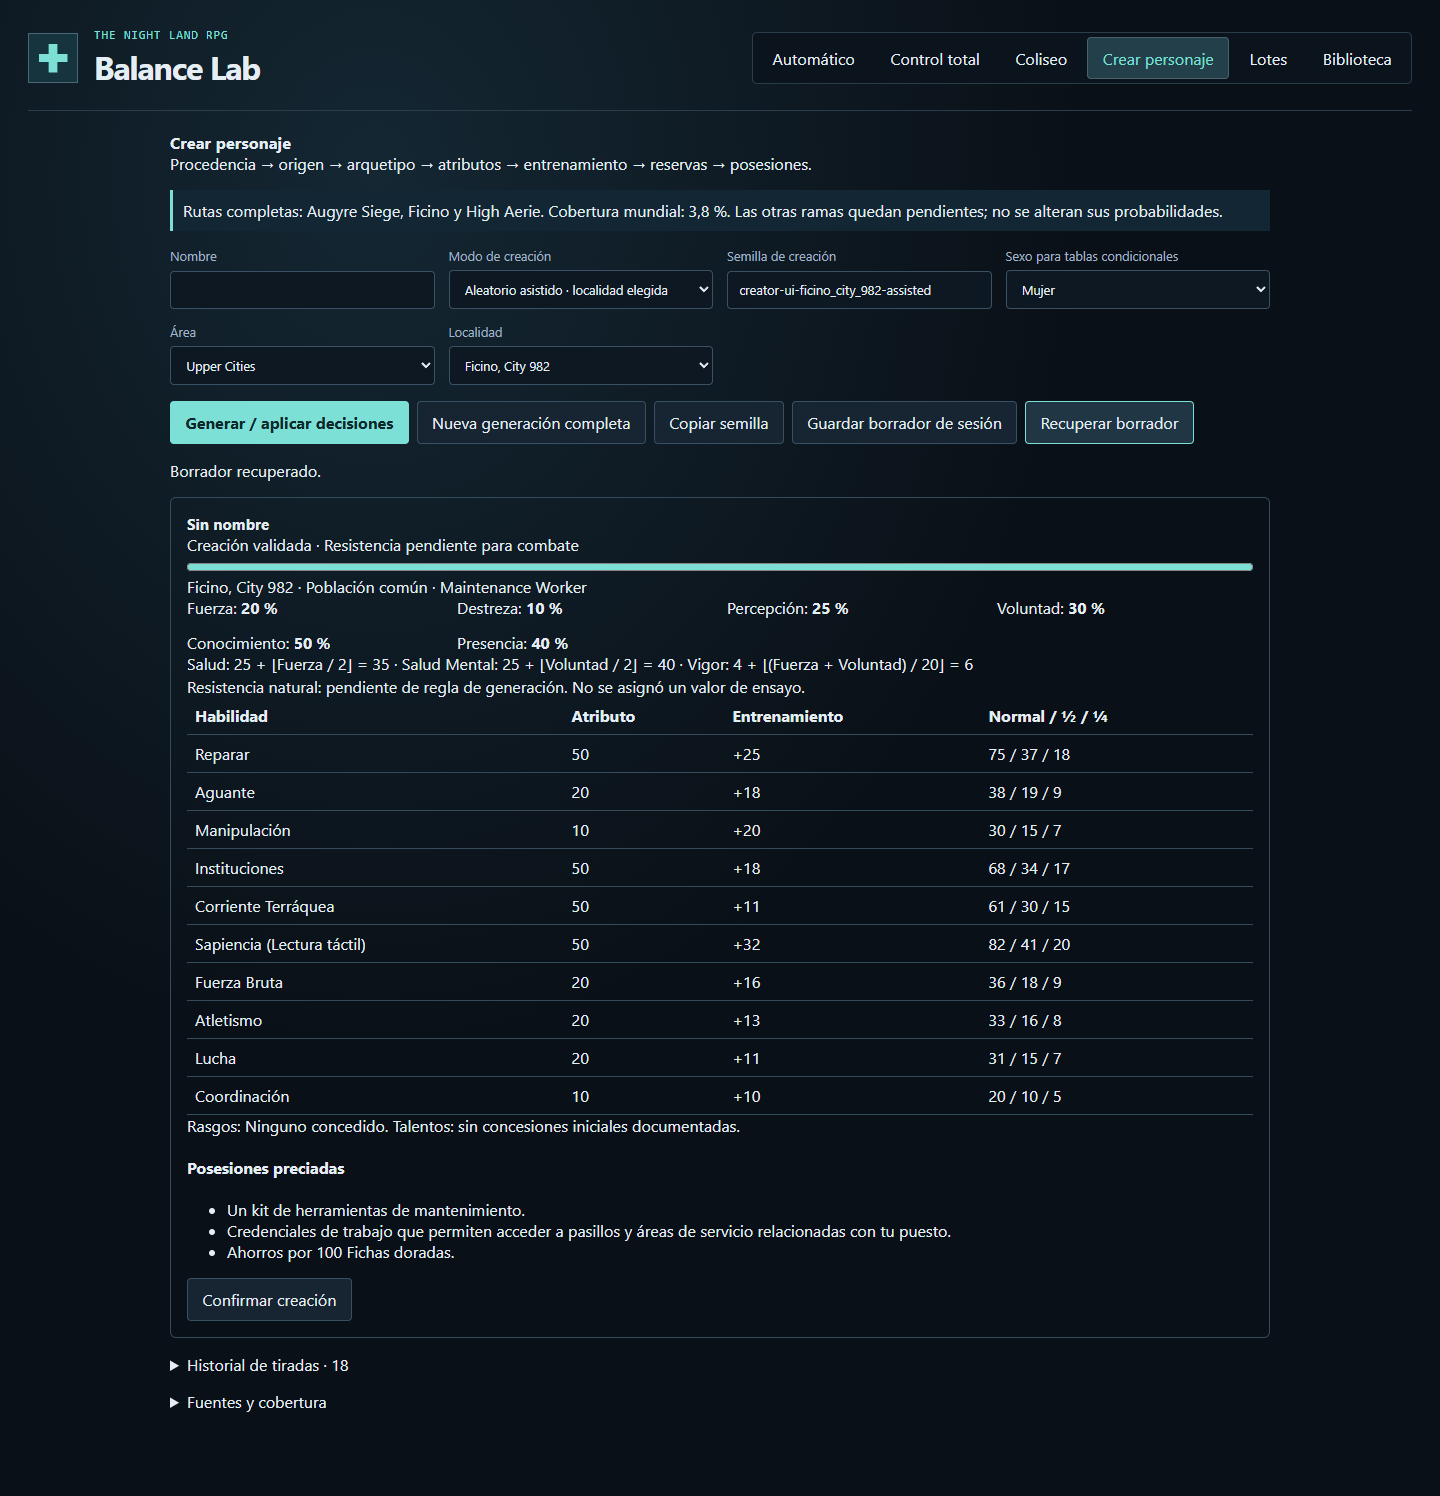 THE NIGHT LAND RPG
Balance Lab
Automático Control total Coliseo Crear personaje Lotes Biblioteca
Crear personaje
Procedencia → origen → arquetipo → atributos → entrenamiento → reservas → posesiones.
Rutas completas: Augyre Siege, Ficino y High Aerie. Cobertura mundial: 3,8 %. Las otras ramas quedan pendientes; no se alteran sus probabilidades.
Nombre Modo de creación Semilla de creación Sexo para tablas condicionales
Aleatorio asistido · localidad elegida creator-ui-ficino_city_982-assisted Mujer
Área Localidad
Upper Cities Ficino, City 982
Generar / aplicar decisiones Nueva generación completa Copiar semilla Guardar borrador de sesión Recuperar borrador
Borrador recuperado.
Sin nombre
Creación validada · Resistencia pendiente para combate
Ficino, City 982 · Población común · Maintenance Worker
Fuerza: 20 % Destreza: 10 % Percepción: 25 % Voluntad: 30 %
Conocimiento: 50 % Presencia: 40 %
Salud: 25 + ⌊Fuerza / 2⌋ = 35 · Salud Mental: 25 + ⌊Voluntad / 2⌋ = 40 · Vigor: 4 + ⌊(Fuerza + Voluntad) / 20⌋ = 6
Resistencia natural: pendiente de regla de generación. No se asignó un valor de ensayo.
Habilidad Atributo Entrenamiento Normal / ½ / ¼
Reparar 50 +25 75 / 37 / 18
Aguante 20 +18 38 / 19 / 9
Manipulación 10 +20 30 / 15 / 7
Instituciones 50 +18 68 / 34 / 17
Corriente Terráquea 50 +11 61 / 30 / 15
Sapiencia (Lectura táctil) 50 +32 82 / 41 / 20
Fuerza Bruta 20 +16 36 / 18 / 9
Atletismo 20 +13 33 / 16 / 8
Lucha 20 +11 31 / 15 / 7
Coordinación 10 +10 20 / 10 / 5
Rasgos: Ninguno concedido. Talentos: sin concesiones iniciales documentadas.
Posesiones preciadas
• Un kit de herramientas de mantenimiento.
• Credenciales de trabajo que permiten acceder a pasillos y áreas de servicio relacionadas con tu puesto.
• Ahorros por 100 Fichas doradas.
Confirmar creación
▶ Historial de tiradas · 18
▶ Fuentes y cobertura